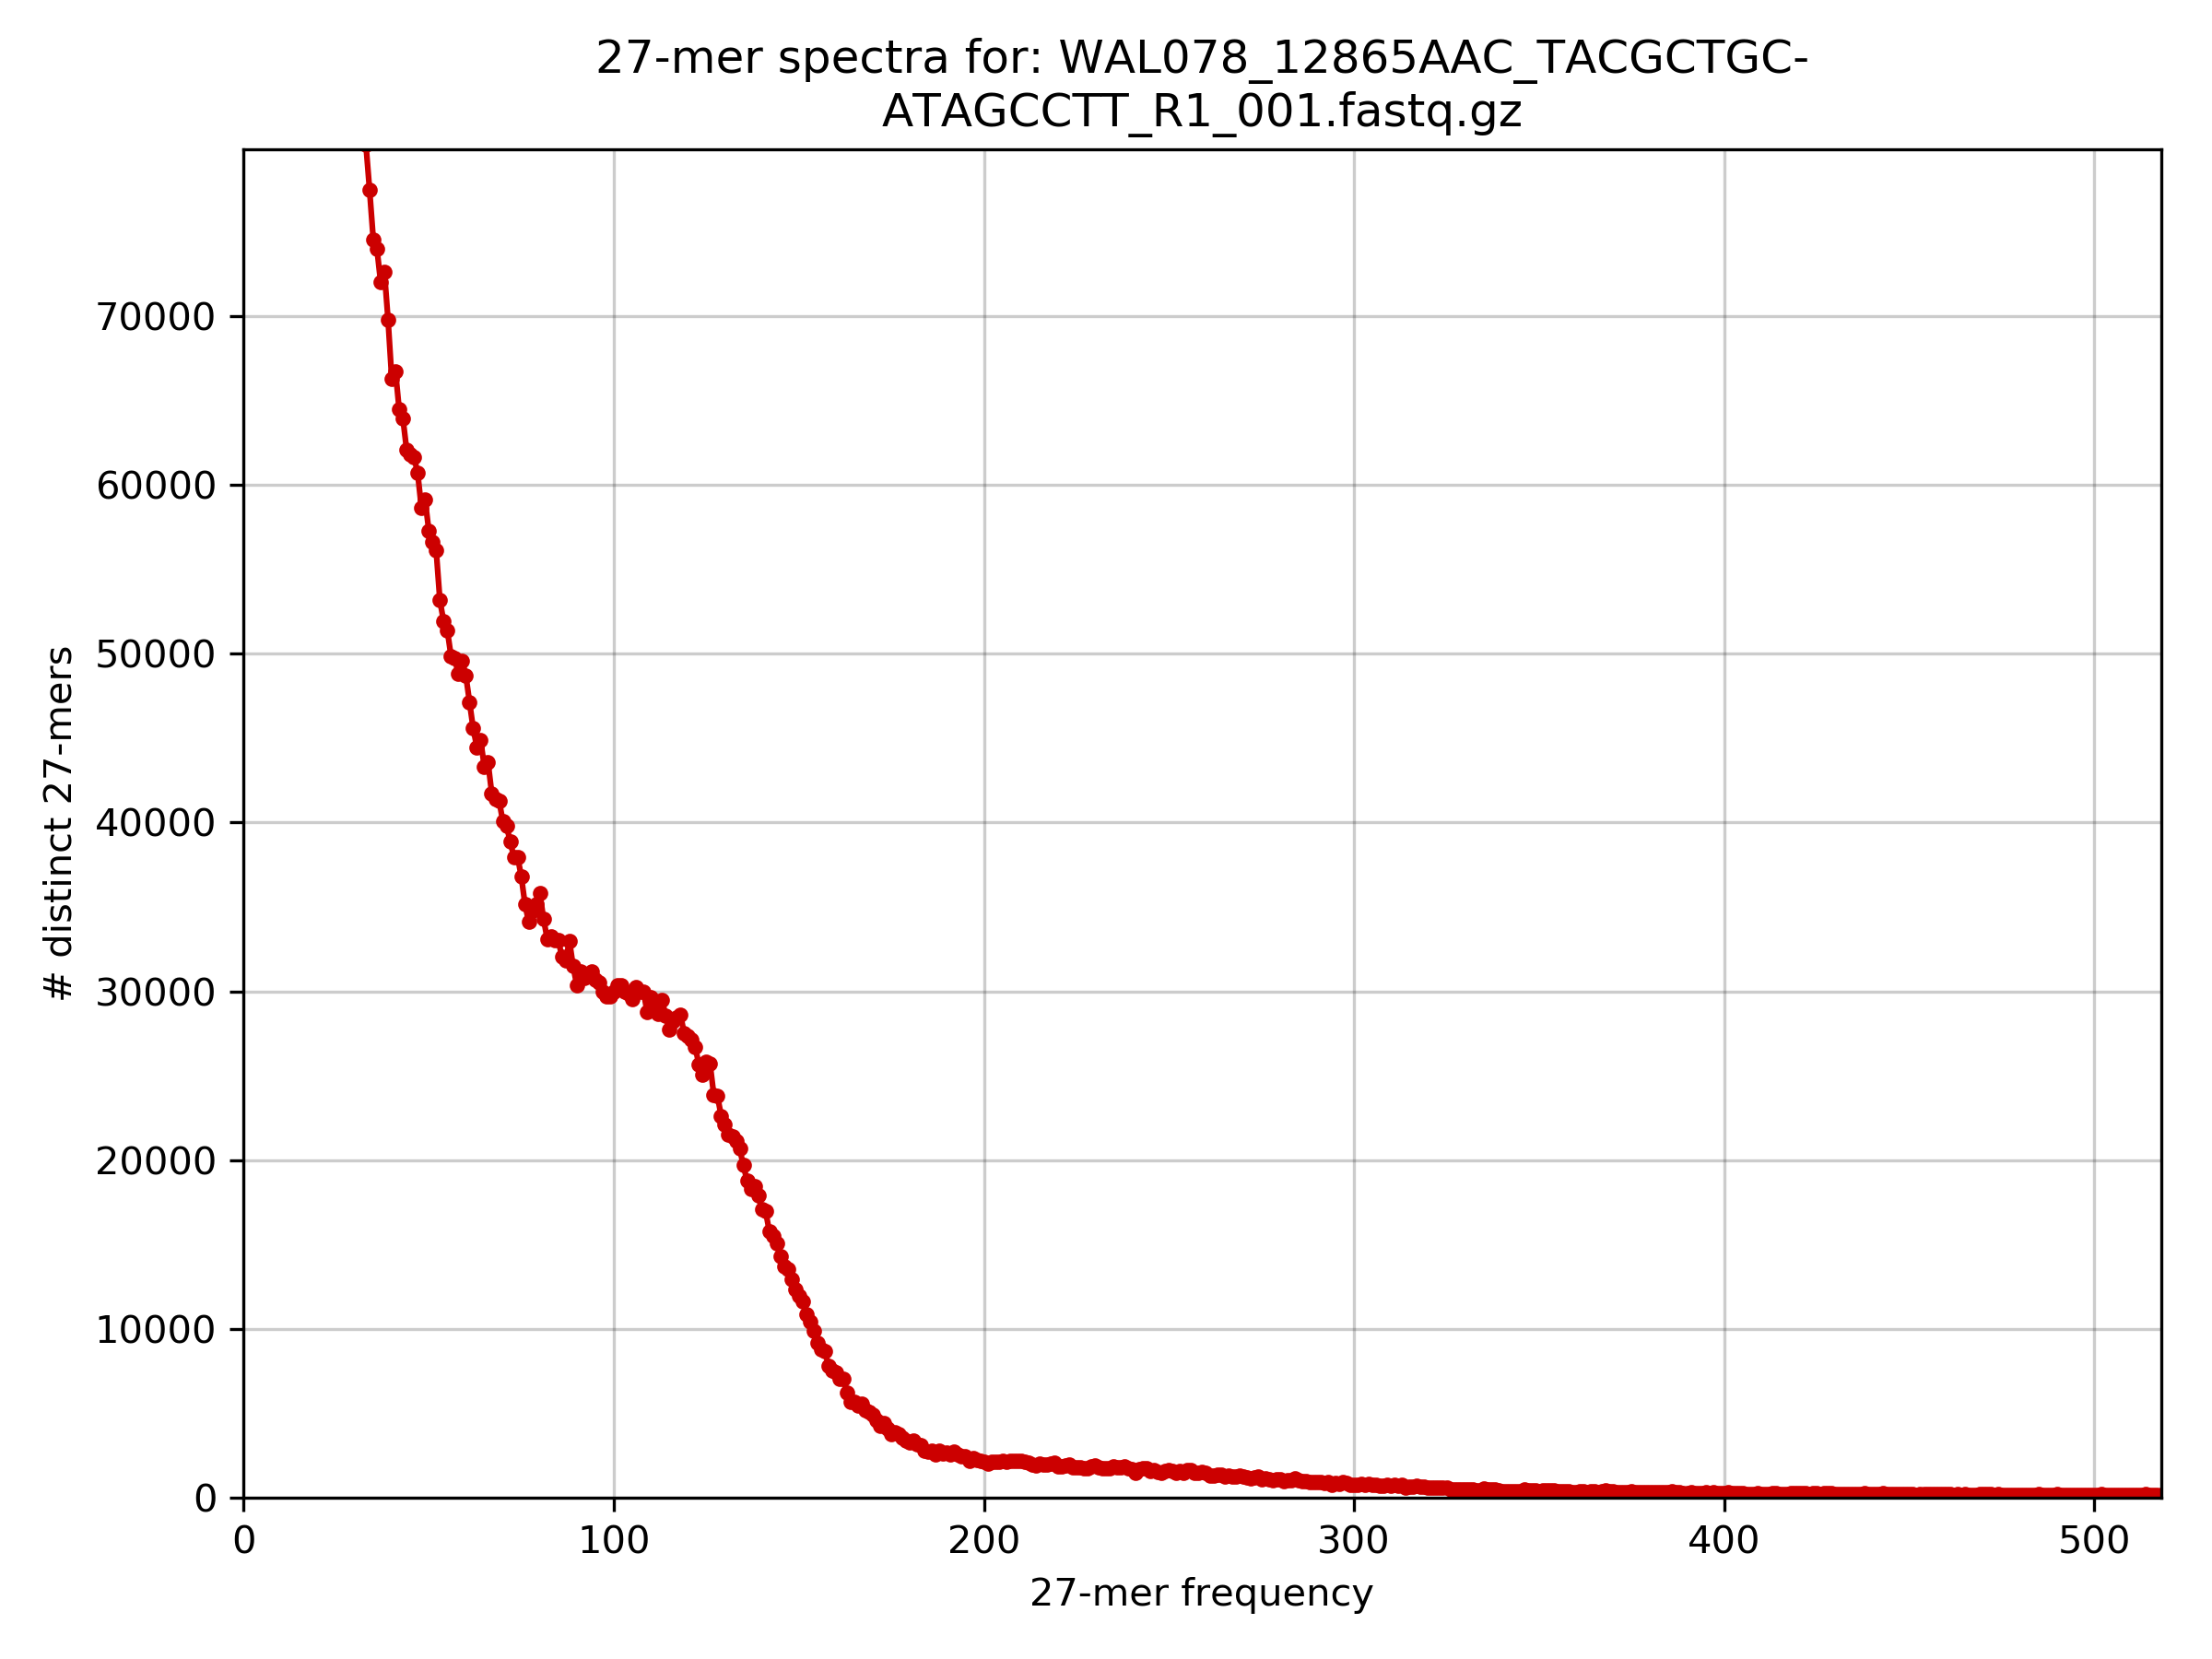 27-mer spectra for: WAL078_12865AAC_TACGCTGC-
ATAGCCTT_R1_001.fastq.gz
# distinct 27-mers
70000
60000
50000
40000
30000
20000
10000
0
0 100 200 300 400 500
27-mer frequency